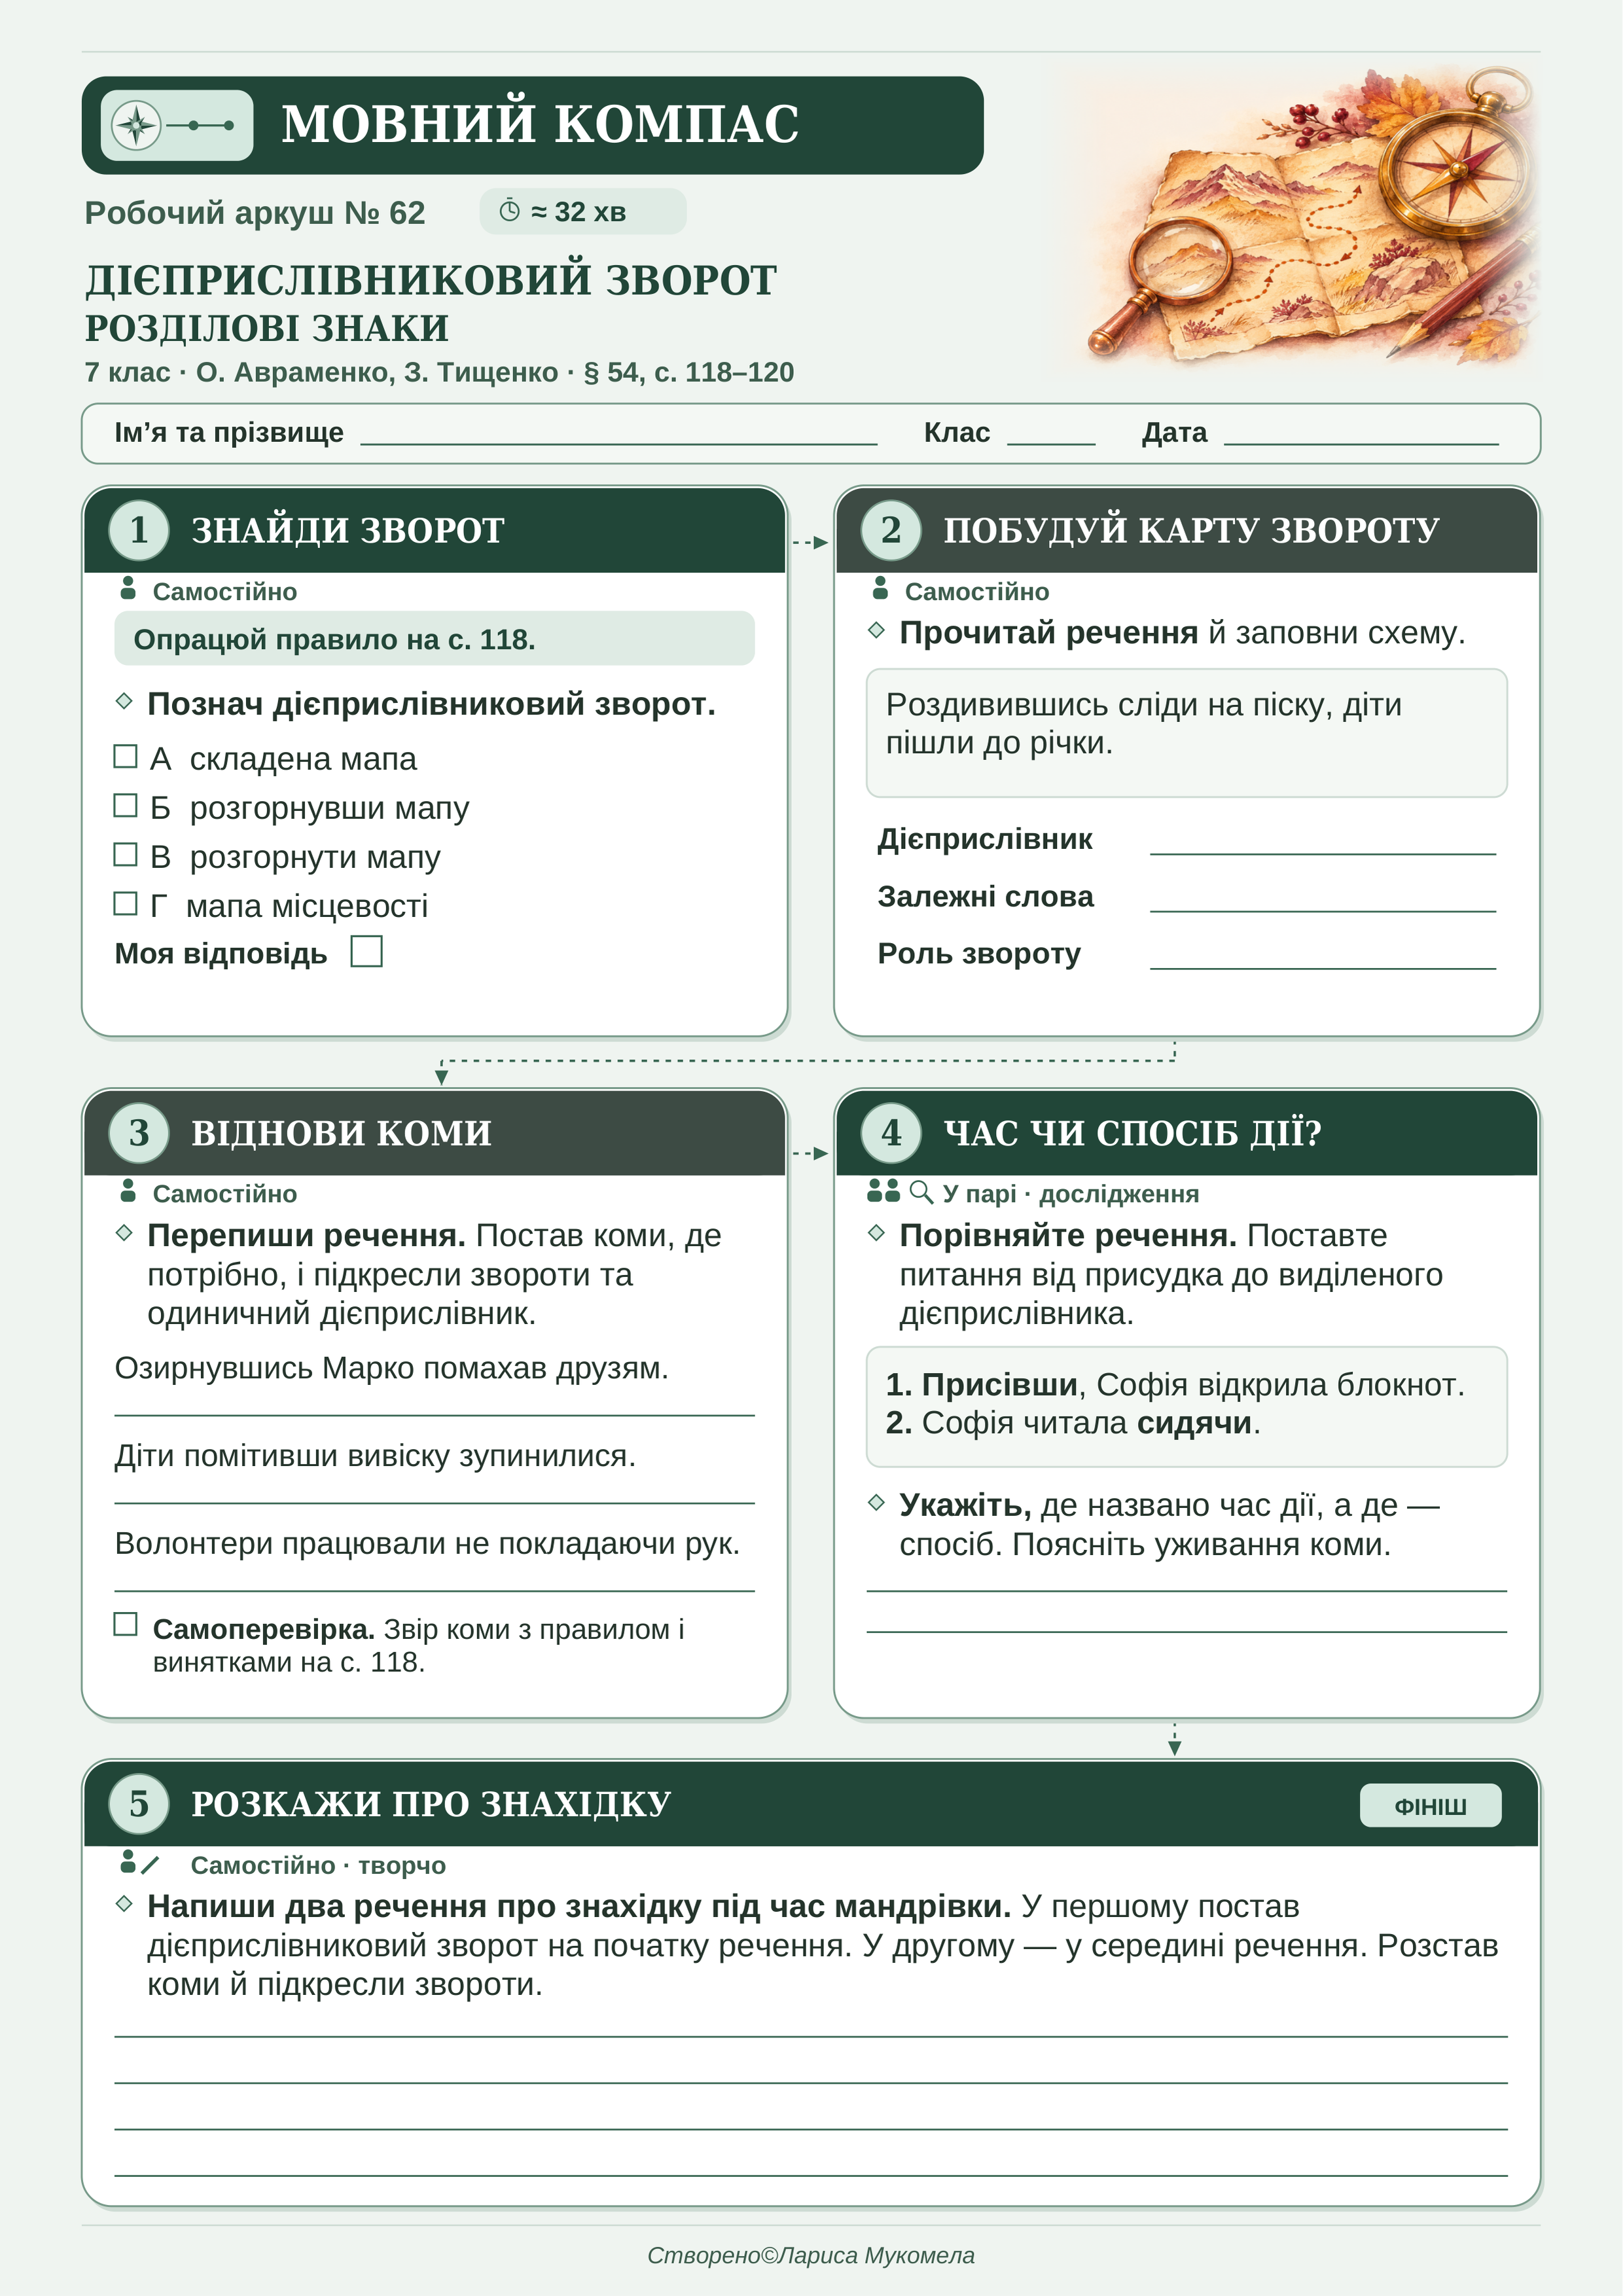 МОВНИЙ КОМПАС
Робочий аркуш № 62
≈ 32 хв
ДІЄПРИСЛІВНИКОВИЙ ЗВОРОТ
РОЗДІЛОВІ ЗНАКИ
7 клас · О. Авраменко, З. Тищенко · § 54, с. 118–120
Ім’я та прізвище Клас Дата
1 ЗНАЙДИ ЗВОРОТ
Самостійно
Опрацюй правило на с. 118.
Познач дієприслівниковий зворот.
А складена мапа
Б розгорнувши мапу
В розгорнути мапу
Г мапа місцевості
Моя відповідь
2 ПОБУДУЙ КАРТУ ЗВОРОТУ
Самостійно
Прочитай речення й заповни схему.
Роздивившись сліди на піску, діти
пішли до річки.
Дієприслівник
Залежні слова
Роль звороту
3 ВІДНОВИ КОМИ
Самостійно
Перепиши речення. Постав коми, де
потрібно, і підкресли звороти та
одиничний дієприслівник.
Озирнувшись Марко помахав друзям.
Діти помітивши вивіску зупинилися.
Волонтери працювали не покладаючи рук.
Самоперевірка. Звір коми з правилом і
винятками на с. 118.
4 ЧАС ЧИ СПОСІБ ДІЇ?
У парі · дослідження
Порівняйте речення. Поставте
питання від присудка до виділеного
дієприслівника.
1. Присівши, Софія відкрила блокнот.
2. Софія читала сидячи.
Укажіть, де названо час дії, а де —
спосіб. Поясніть уживання коми.
5 РОЗКАЖИ ПРО ЗНАХІДКУ
ФІНІШ
Самостійно · творчо
Напиши два речення про знахідку під час мандрівки. У першому постав
дієприслівниковий зворот на початку речення. У другому — у середині речення. Розстав
коми й підкресли звороти.
Створено©Лариса Мукомела